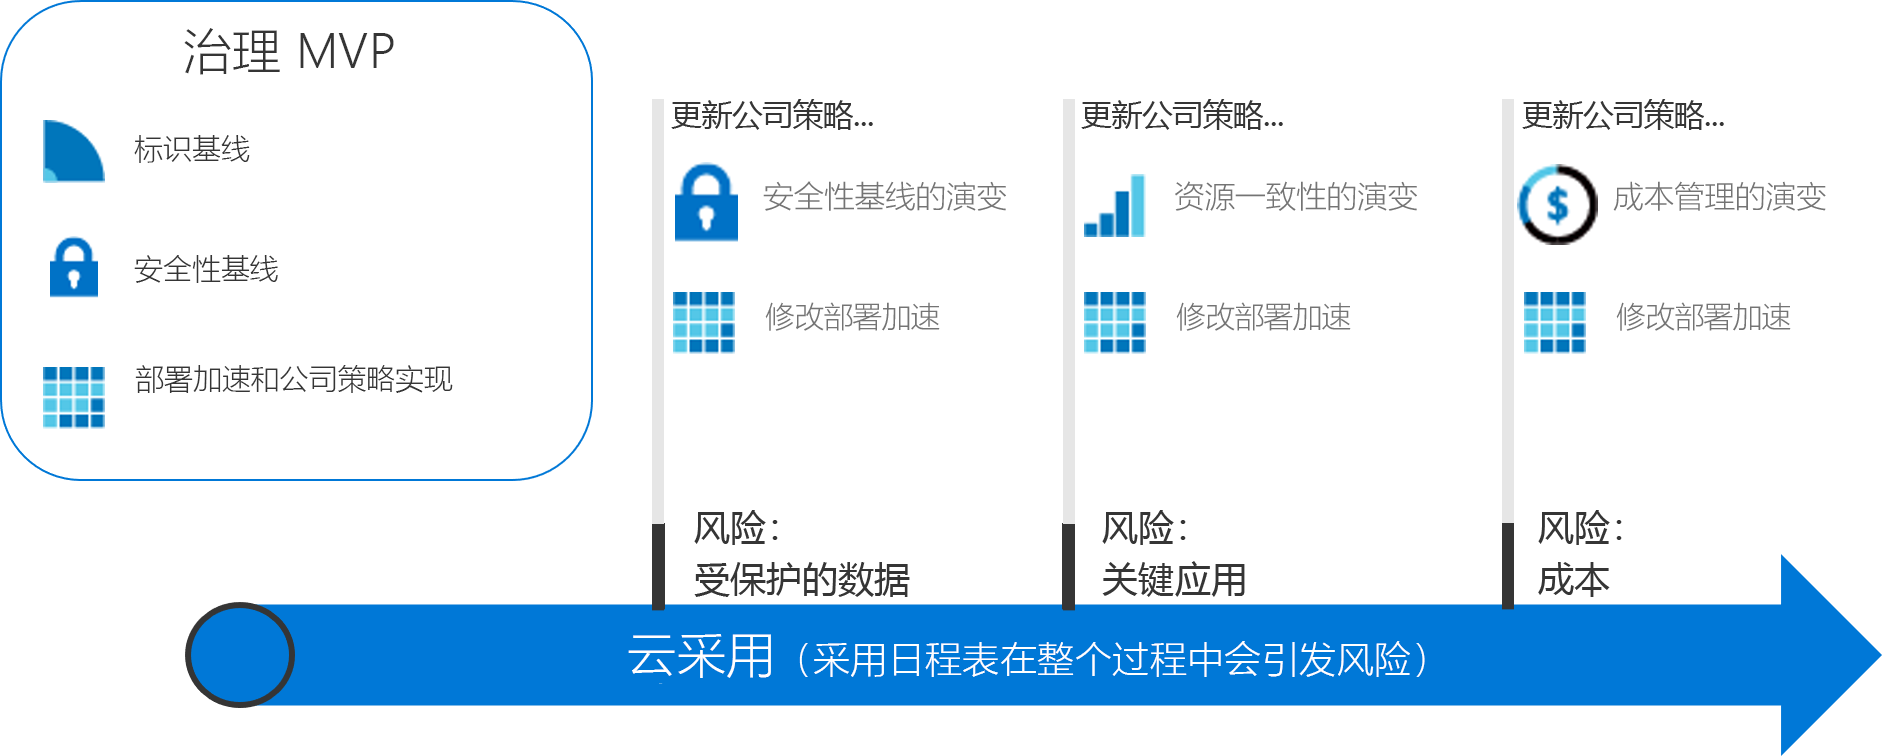 治理 MVP
标识基线
安全性基线
部署加速和公司策略实现
更新公司策略...
安全性基线的演变
修改部署加速
风险：
受保护的数据
更新公司策略...
资源一致性的演变
修改部署加速
风险：
关键应用
更新公司策略...
$
成本管理的演变
修改部署加速
风险：
成本
云采用（采用日程表在整个过程中会引发风险）